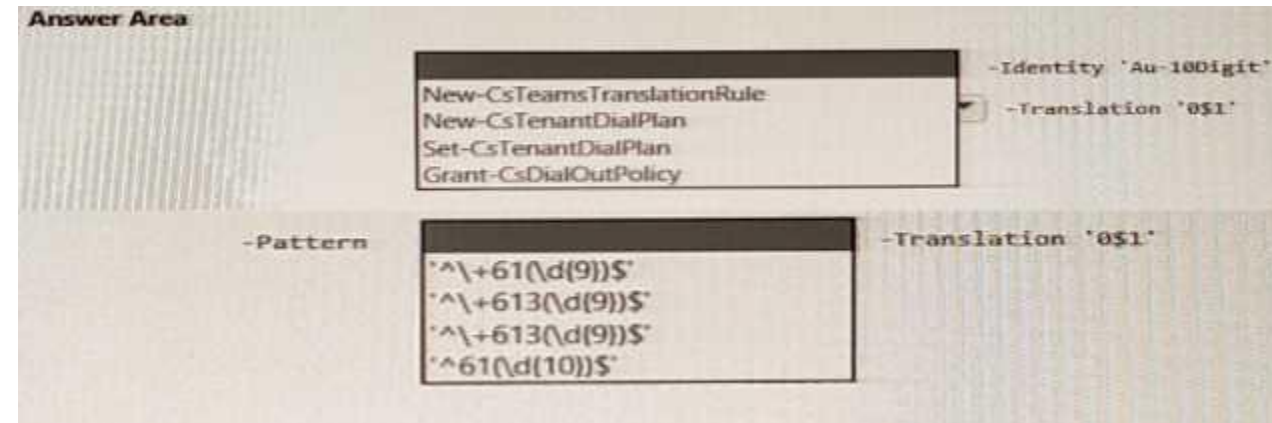 Answer Area
-Identity 'Au-10Digit'
New-CsTeamsTranslationRule
New-CsTenantDialPlan
-Translation '0$1'
Set-CsTenantDialPlan
Grant-CsDialOutPolicy
-Pattern
-Translation '0$1'
'^\+61(\d{9})$'
'^\+613(\d{9})$'
'^\+613(\d{9})$'
'^61(\d{10})$'